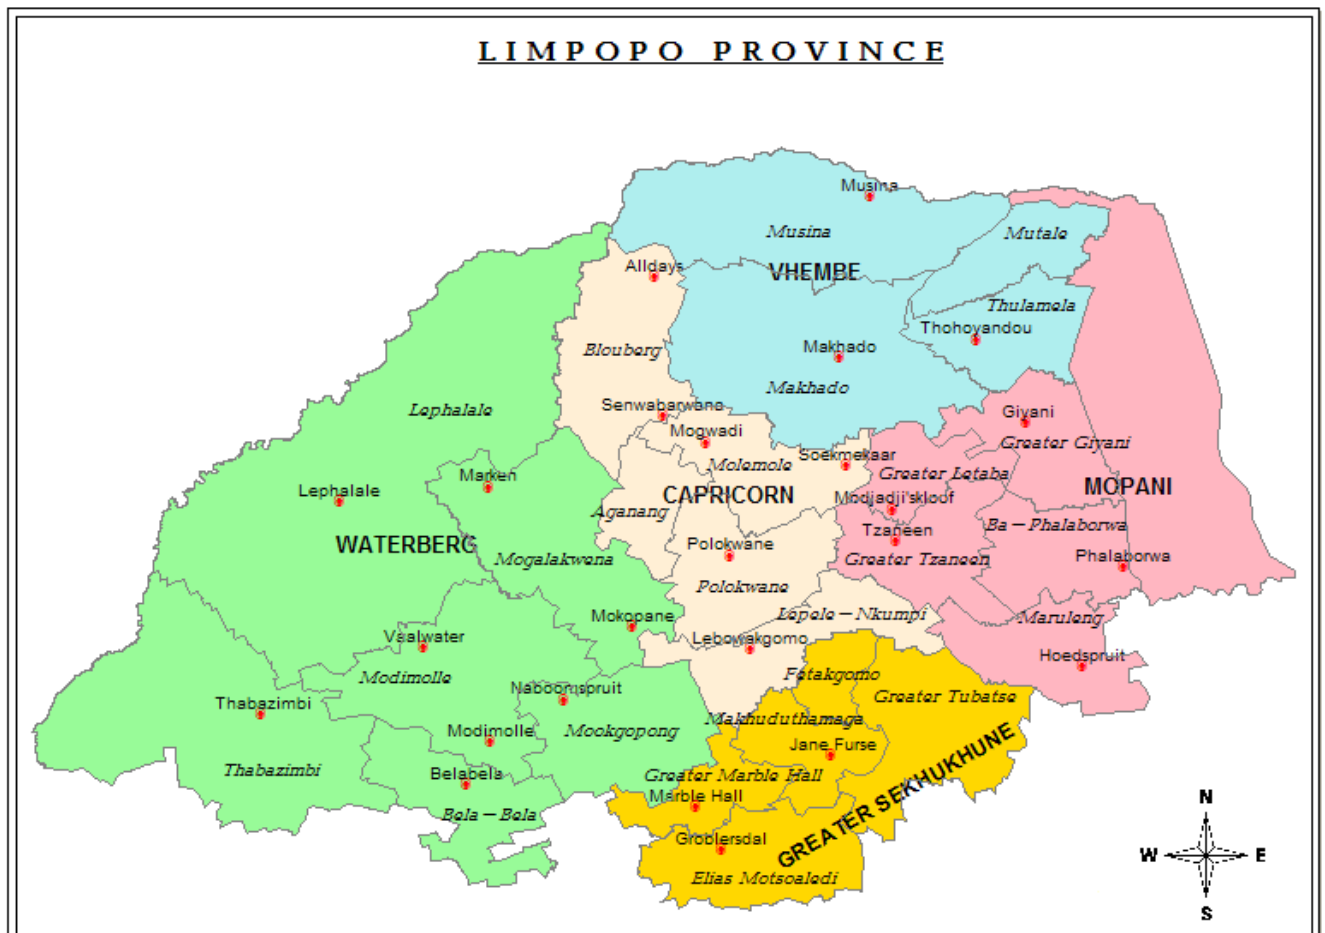 LIMPOPO PROVINCE
Musina
Musina
Mutale
Alldays
VHEMBE
Thulamela
Thohoyandou
Makhado
Blouberg
Makhado
Senwabarwano
Lephalale
Giyani
Mogwadi
Greater Giyani
Soekmekaar
Molemole
Marken
Greater Letaba
Lephalale
CAPRICORN
MOPANI
Modjadji'skloof
Aganang
Ba-Phalaborwa
Tzaneen
WATERBERG
Polokwane
Mogalakwena
Greater Tzaneen
Phalaborwa
Polokwane
Mokopane
Lepele-Nkumpi
Maruleng
Vaalwater
Lebowakgomo
Hoedspruit
Modimolle
Fetakgomo
Naboomspruit
Greater Tubatse
Thabazimbi
Makhuduthamaga
Modimolle
Mookgopong
Jane Furse
Thabazimbi
Belabela
Greater Marble Hall
GREATER SEKHUKHUNE
Marble Hall
Bela-Bela
Groblersdal
Elias Motsoaledi
N
W E
S